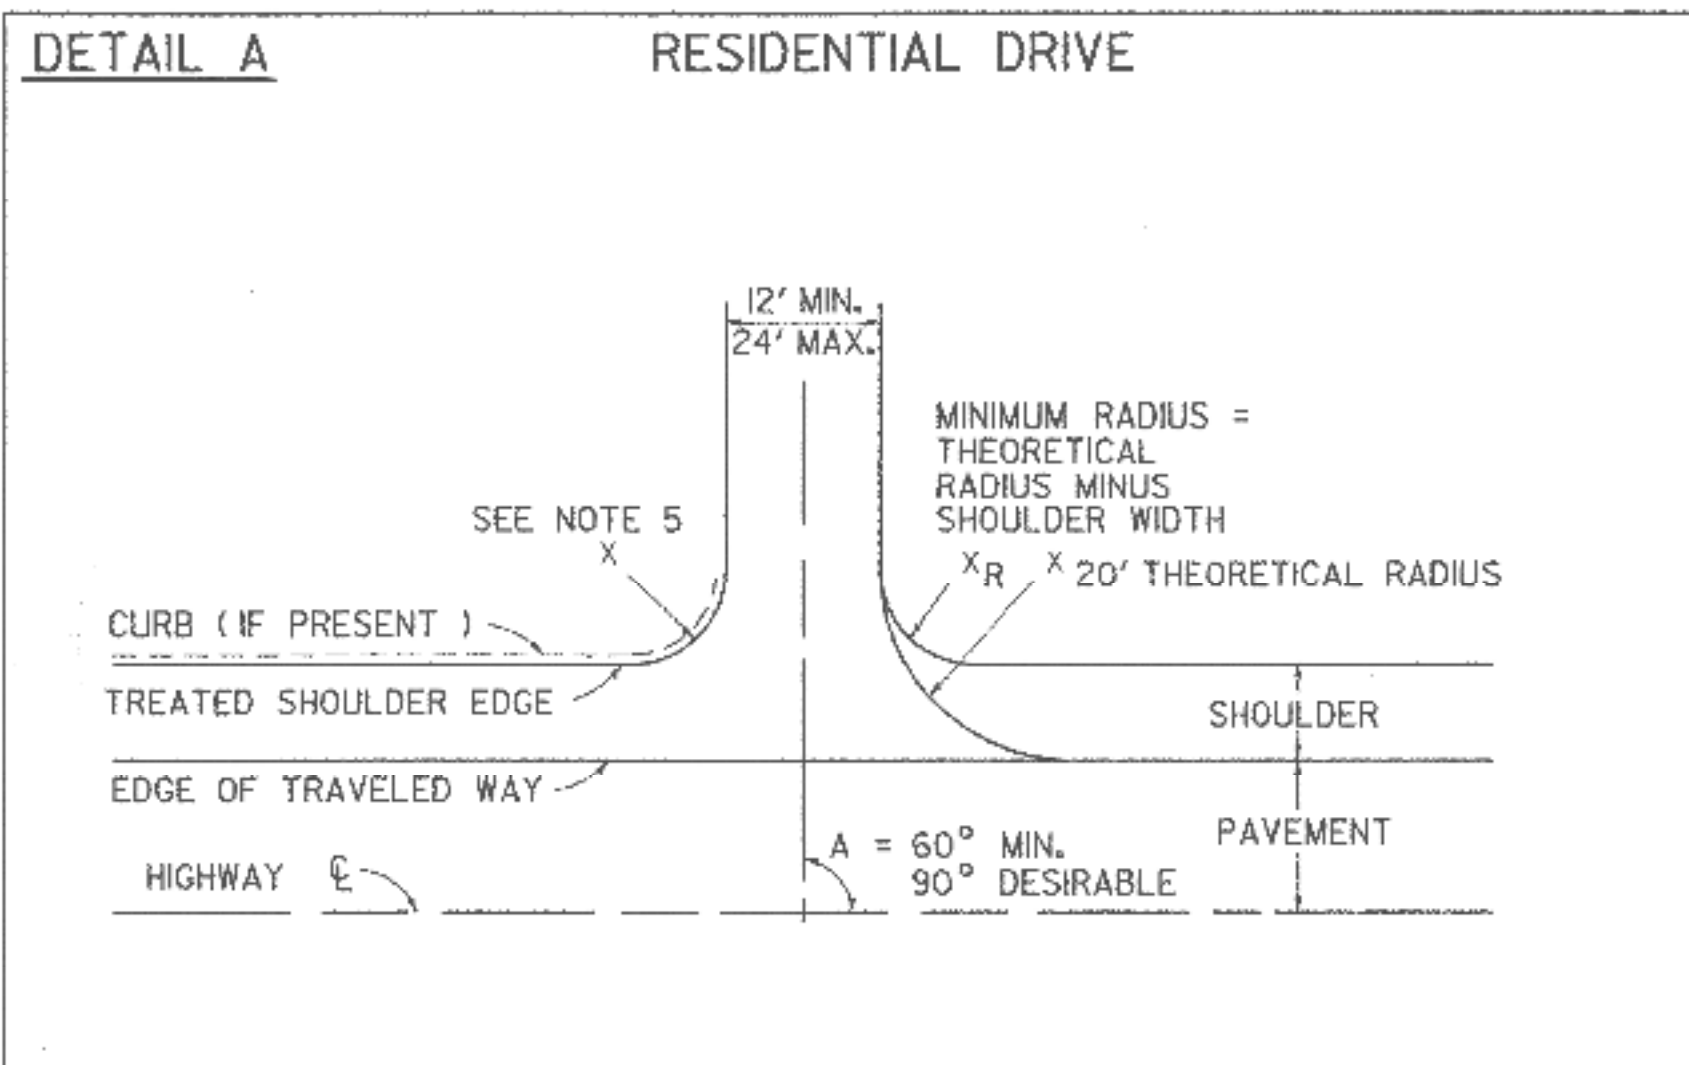 DETAIL A
RESIDENTIAL DRIVE
12' MIN.
24' MAX.
MINIMUM RADIUS =
THEORETICAL
RADIUS MINUS
SHOULDER WIDTH
SEE NOTE 5
X
X R
X 20' THEORETICAL RADIUS
CURB ( IF PRESENT )
TREATED SHOULDER EDGE
SHOULDER
EDGE OF TRAVELED WAY
PAVEMENT
A = 60° MIN.
90° DESIRABLE
HIGHWAY ℄